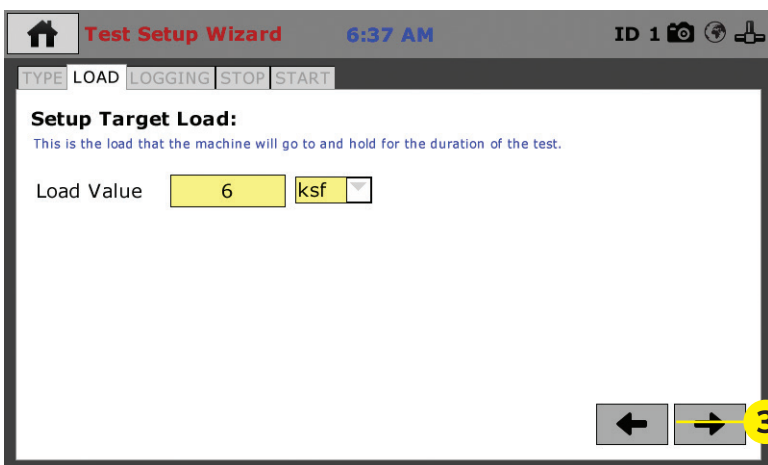 Test Setup Wizard 6:37 AM ID 1
TYPE LOAD LOGGING STOP START
Setup Target Load:
This is the load that the machine will go to and hold for the duration of the test.
Load Value 6 ksf
3